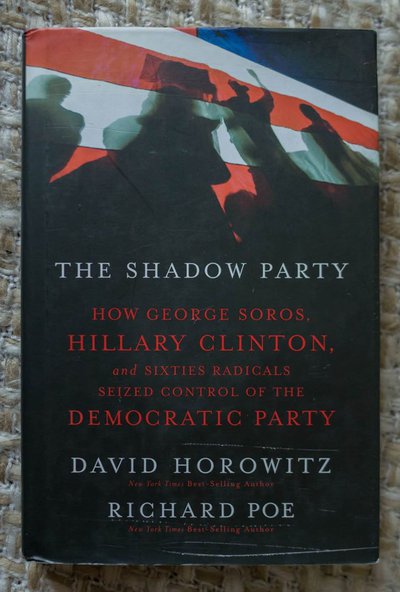 THE SHADOW PARTY
HOW GEORGE SOROS,
HILLARY CLINTON,
and SIXTIES RADICALS
SEIZED CONTROL OF THE
DEMOCRATIC PARTY
DAVID HOROWITZ
New York Times Best-Selling Author
RICHARD POE
New York Times Best-Selling Author